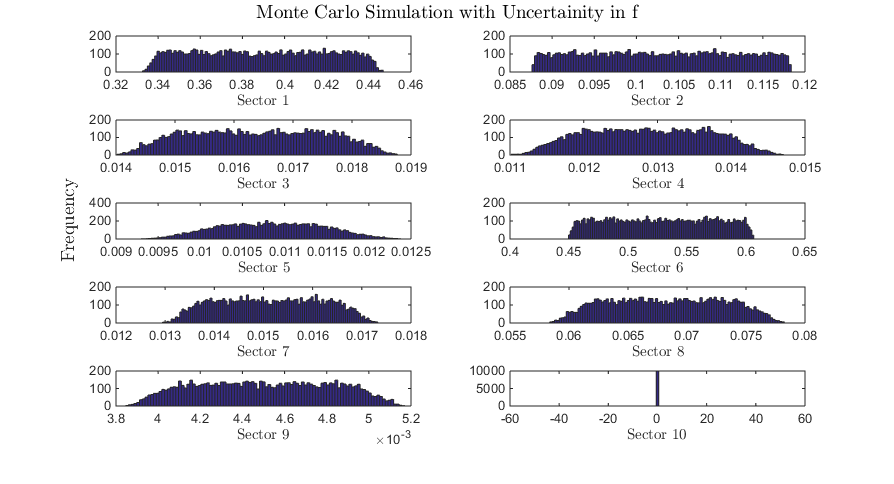 Monte Carlo Simulation with Uncertainity in f
200
100
0
0.32 0.34 0.36 0.38 0.4 0.42 0.44 0.46
Sector 1
200
100
0
0.085 0.09 0.095 0.1 0.105 0.11 0.115 0.12
Sector 2
200
100
0
0.014 0.015 0.016 0.017 0.018 0.019
Sector 3
200
100
0
0.011 0.012 0.013 0.014 0.015
Sector 4
Frequency
400
200
0
0.009 0.0095 0.01 0.0105 0.011 0.0115 0.012 0.0125
Sector 5
200
100
0
0.4 0.45 0.5 0.55 0.6 0.65
Sector 6
200
100
0
0.012 0.013 0.014 0.015 0.016 0.017 0.018
Sector 7
200
100
0
0.055 0.06 0.065 0.07 0.075 0.08
Sector 8
200
100
0
3.8 4 4.2 4.4 4.6 4.8 5 5.2
Sector 9
×10-3
10000
5000
0
-60 -40 -20 0 20 40 60
Sector 10